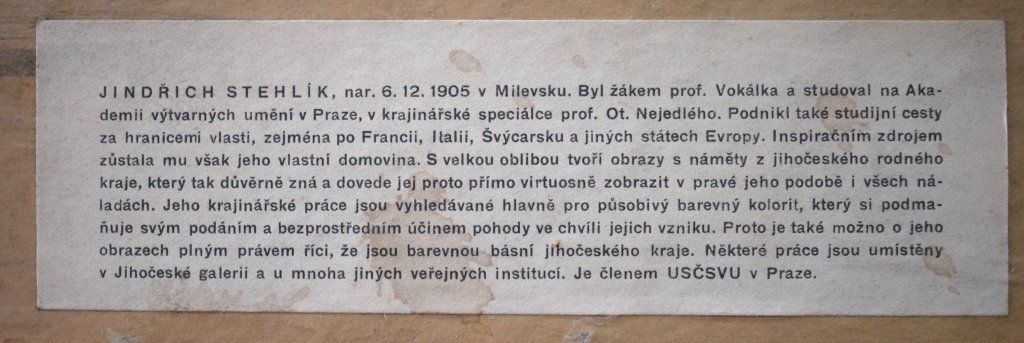 JINDŘICH STEHLÍK, nar. 6. 12. 1905 v Milevsku. Byl žákem prof. Vokálka a studoval na Aka-
demii výtvarných umění v Praze, v krajinářské speciálce prof. Ot. Nejedlého. Podnikl také studijní cesty
za hranicemi vlasti, zejména po Francii, Italii, Švýcarsku a jiných státech Evropy. Inspiračním zdrojem
zůstala mu však jeho vlastní domovina. S velkou oblibou tvoří obrazy s náměty z jihočeského rodného
kraje, který tak důvěrně zná a dovede jej proto přímo virtuosně zobrazit v pravé jeho podobě i všech ná-
ladách. Jeho krajinářské práce jsou vyhledávané hlavně pro působivý barevný kolorit, který si podma-
ňuje svým podáním a bezprostředním účinem pohody ve chvíli jejich vzniku. Proto je také možno o jeho
obrazech plným právem říci, že jsou barevnou básní jihočeského kraje. Některé práce jsou umístěny
v Jihočeské galerii a u mnoha jiných veřejných institucí. Je členem USČSVU v Praze.